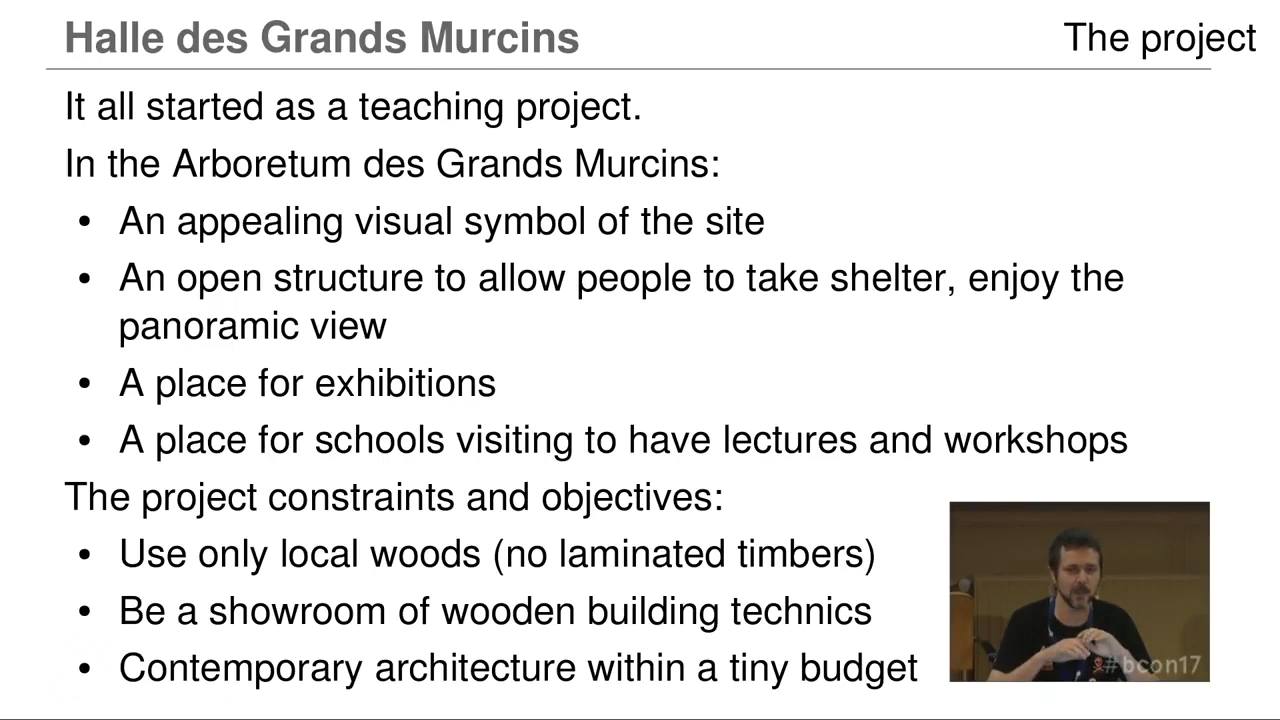 Halle des Grands Murcins
The project
It all started as a teaching project.
In the Arboretum des Grands Murcins:
• An appealing visual symbol of the site
• An open structure to allow people to take shelter, enjoy the
panoramic view
• A place for exhibitions
• A place for schools visiting to have lectures and workshops
The project constraints and objectives:
• Use only local woods (no laminated timbers)
• Be a showroom of wooden building technics
• Contemporary architecture within a tiny budget
#bcon17